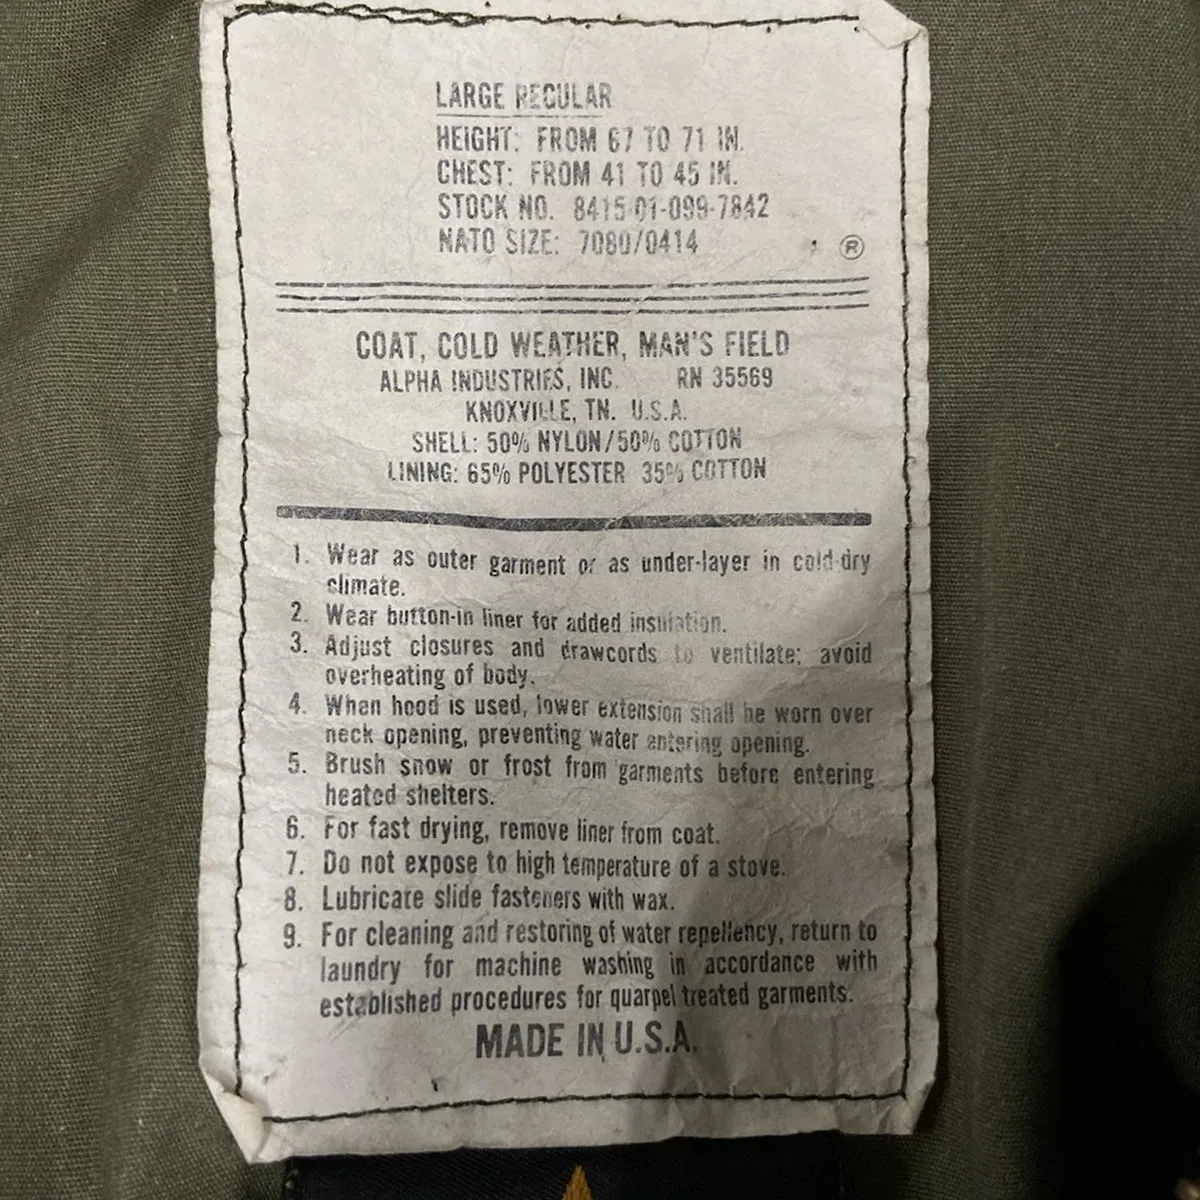 LARGE REGULAR
HEIGHT: FROM 67 TO 71 IN.
CHEST: FROM 41 TO 45 IN.
STOCK NO. 8415-01-099-7842
NATO SIZE: 7080/0414
®
COAT, COLD WEATHER, MAN'S FIELD
ALPHA INDUSTRIES, INC. RN 35569
KNOXVILLE, TN. U.S.A.
SHELL: 50% NYLON/50% COTTON
LINING: 65% POLYESTER 35% COTTON
1. Wear as outer garment or as under-layer in cold-dry
climate.
2. Wear button-in liner for added insulation.
3. Adjust closures and drawcords to ventilate; avoid
overheating of body.
4. When hood is used, lower extension shall be worn over
neck opening, preventing water entering opening.
5. Brush snow or frost from garments before entering
heated shelters.
6. For fast drying, remove liner from coat.
7. Do not expose to high temperature of a stove.
8. Lubricate slide fasteners with wax.
9. For cleaning and restoring of water repellency, return to
laundry for machine washing in accordance with
established procedures for quarpel treated garments.
MADE IN U.S.A.